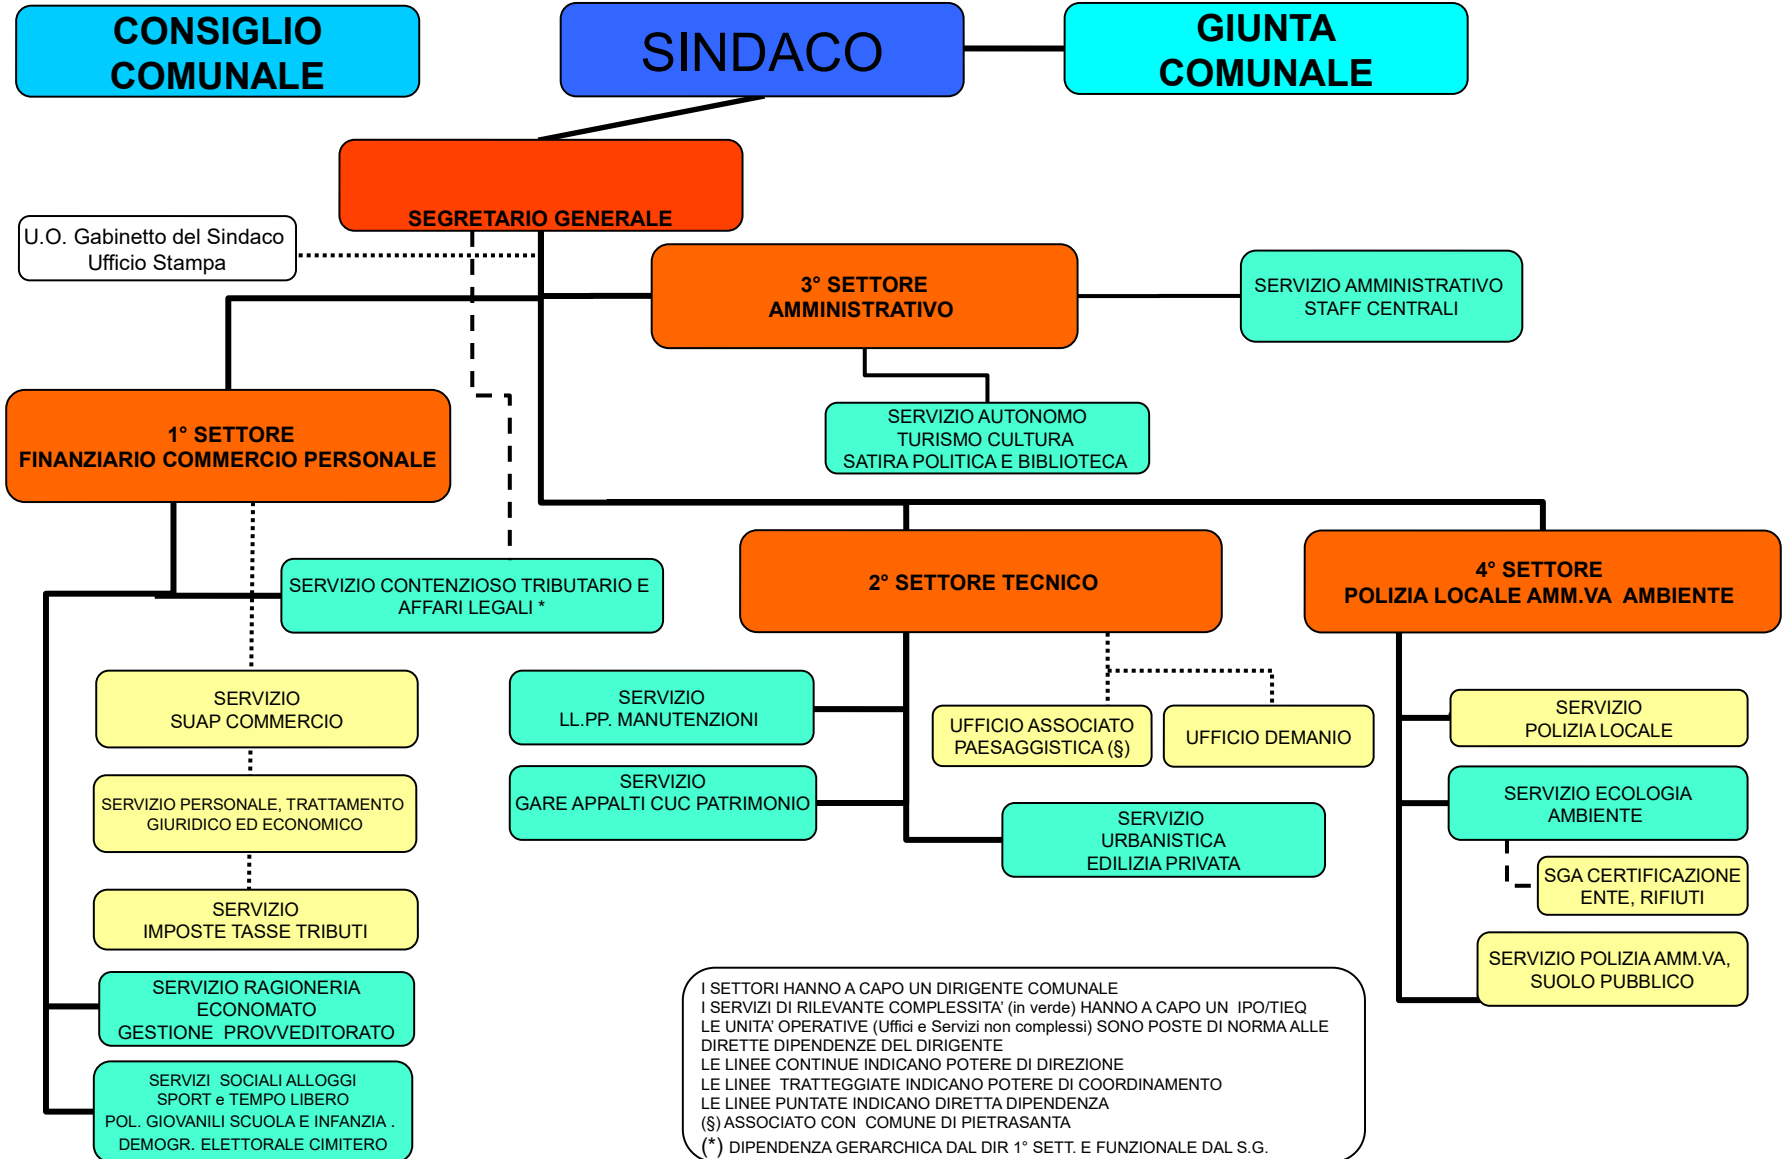 CONSIGLIO
COMUNALE
SINDACO
GIUNTA
COMUNALE
SEGRETARIO GENERALE
U.O. Gabinetto del Sindaco
Ufficio Stampa
3° SETTORE
AMMINISTRATIVO
SERVIZIO AMMINISTRATIVO
STAFF CENTRALI
SERVIZIO AUTONOMO
TURISMO CULTURA
SATIRA POLITICA E BIBLIOTECA
1° SETTORE
FINANZIARIO COMMERCIO PERSONALE
SERVIZIO CONTENZIOSO TRIBUTARIO E
AFFARI LEGALI *
2° SETTORE TECNICO
4° SETTORE
POLIZIA LOCALE AMM.VA  AMBIENTE
SERVIZIO
SUAP COMMERCIO
SERVIZIO PERSONALE, TRATTAMENTO
GIURIDICO ED ECONOMICO
SERVIZIO
IMPOSTE TASSE TRIBUTI
SERVIZIO RAGIONERIA
ECONOMATO
GESTIONE  PROVVEDITORATO
SERVIZI  SOCIALI ALLOGGI
SPORT e TEMPO LIBERO
POL. GIOVANILI SCUOLA E INFANZIA .
DEMOGR. ELETTORALE CIMITERO
SERVIZIO
LL.PP. MANUTENZIONI
SERVIZIO
GARE APPALTI CUC PATRIMONIO
UFFICIO ASSOCIATO
PAESAGGISTICA (§)
UFFICIO DEMANIO
SERVIZIO
URBANISTICA
EDILIZIA PRIVATA
SERVIZIO
POLIZIA LOCALE
SERVIZIO ECOLOGIA
AMBIENTE
SGA CERTIFICAZIONE
ENTE, RIFIUTI
SERVIZIO POLIZIA AMM.VA,
SUOLO PUBBLICO
I SETTORI HANNO A CAPO UN DIRIGENTE COMUNALE
I SERVIZI DI RILEVANTE COMPLESSITA’ (in verde) HANNO A CAPO UN  IPO/TIEQ
LE UNITA’ OPERATIVE (Uffici e Servizi non complessi) SONO POSTE DI NORMA ALLE
DIRETTE DIPENDENZE DEL DIRIGENTE
LE LINEE CONTINUE INDICANO POTERE DI DIREZIONE
LE LINEE  TRATTEGGIATE INDICANO POTERE DI COORDINAMENTO
LE LINEE PUNTATE INDICANO DIRETTA DIPENDENZA
(§) ASSOCIATO CON  COMUNE DI PIETRASANTA
(*) DIPENDENZA GERARCHICA DAL DIR 1° SETT. E FUNZIONALE DAL S.G.